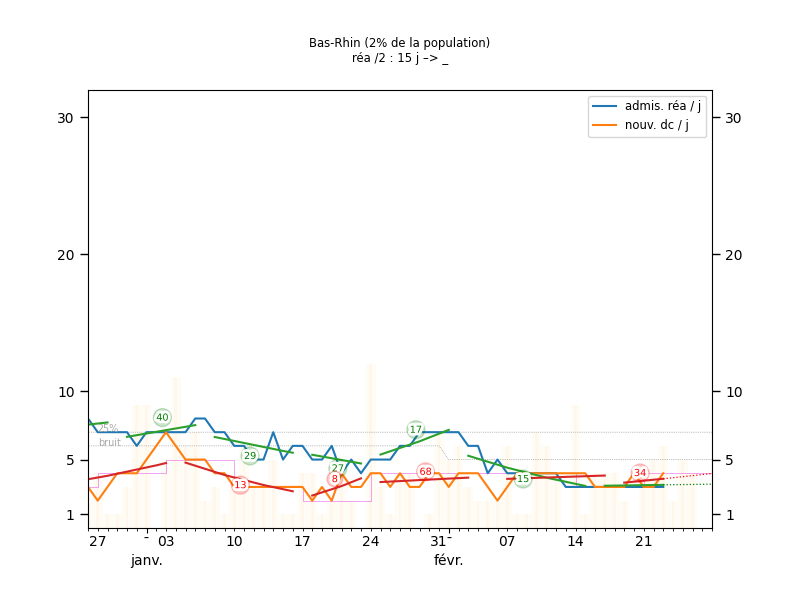 Bas-Rhin (2% de la population)
réa /2 : 15 j –> _
admis. réa / j
nouv. dc / j
30 30
20 20
10 10
5 5
1 1
25%
bruit
40
29
13
27
8
17
68
15
34
27 - 03 10 17 24 31- 07 14 21
janv. févr.